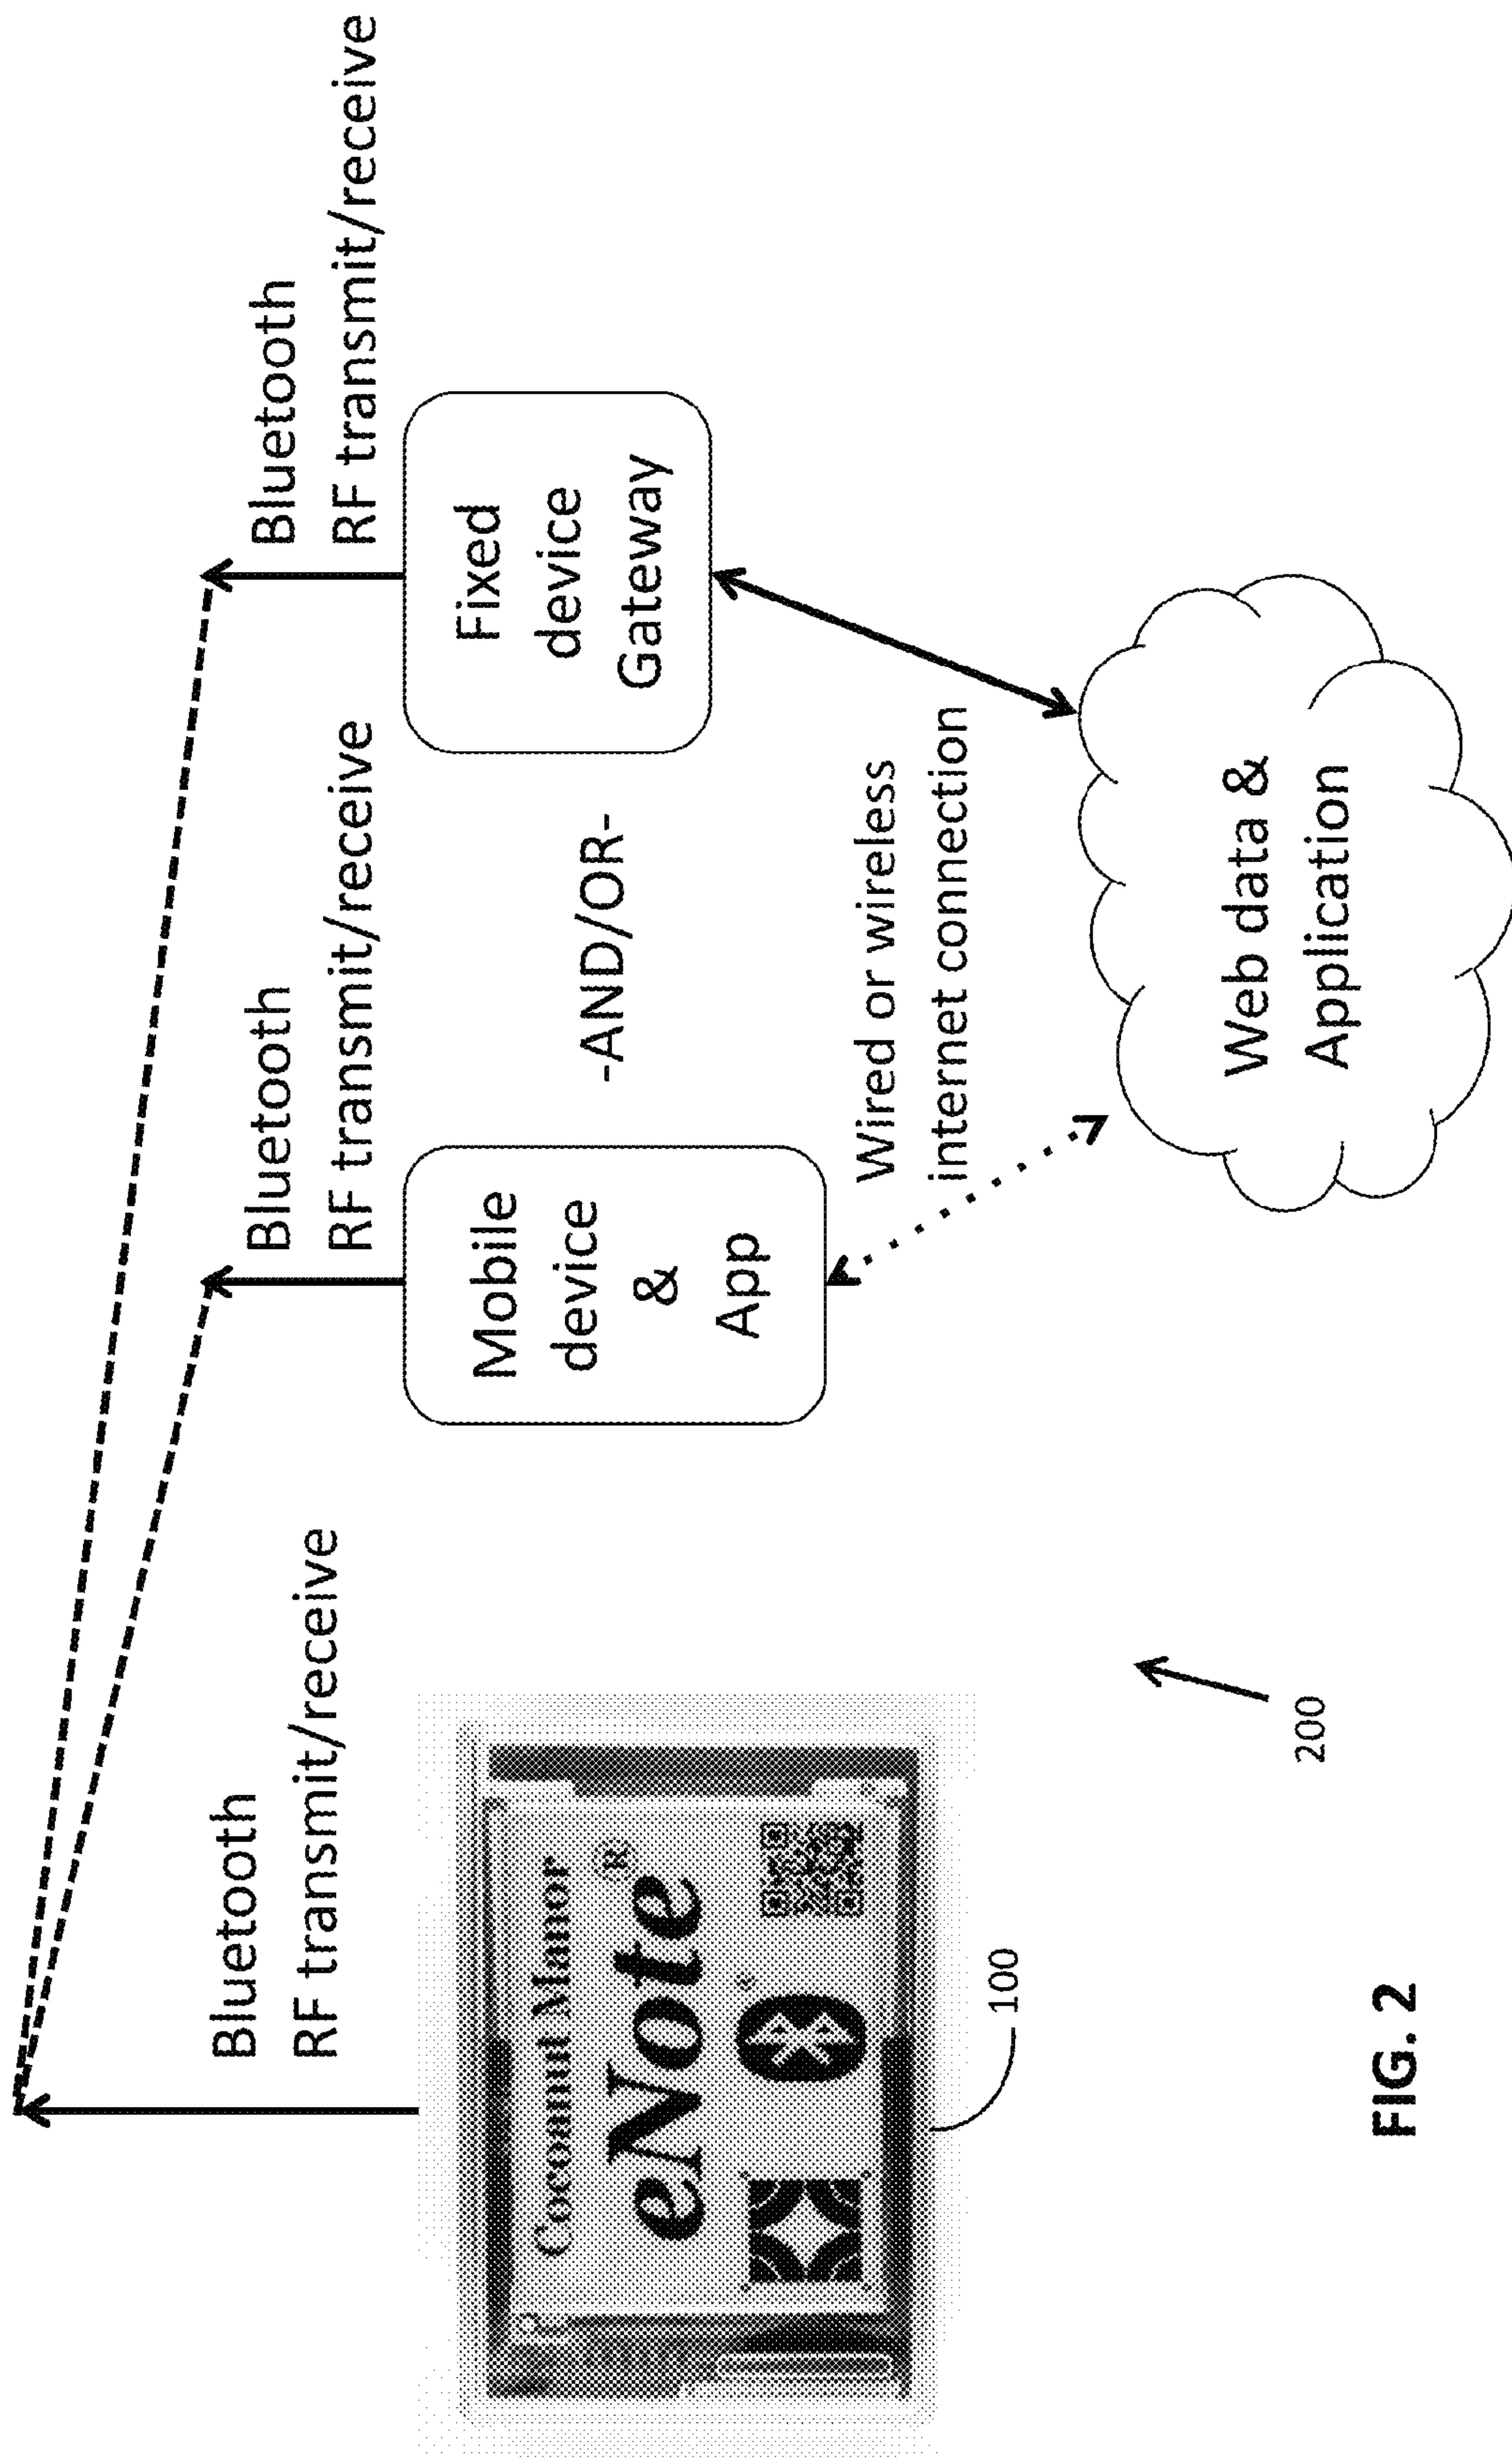 Bluetooth
RF transmit/receive
Bluetooth
RF transmit/receive
Bluetooth
RF transmit/receive
Coconut Manor
eNote®
100
Mobile
device
&
App
-AND/OR-
Fixed
device
Gateway
Wired or wireless
internet connection
Web data &
Application
200
FIG. 2